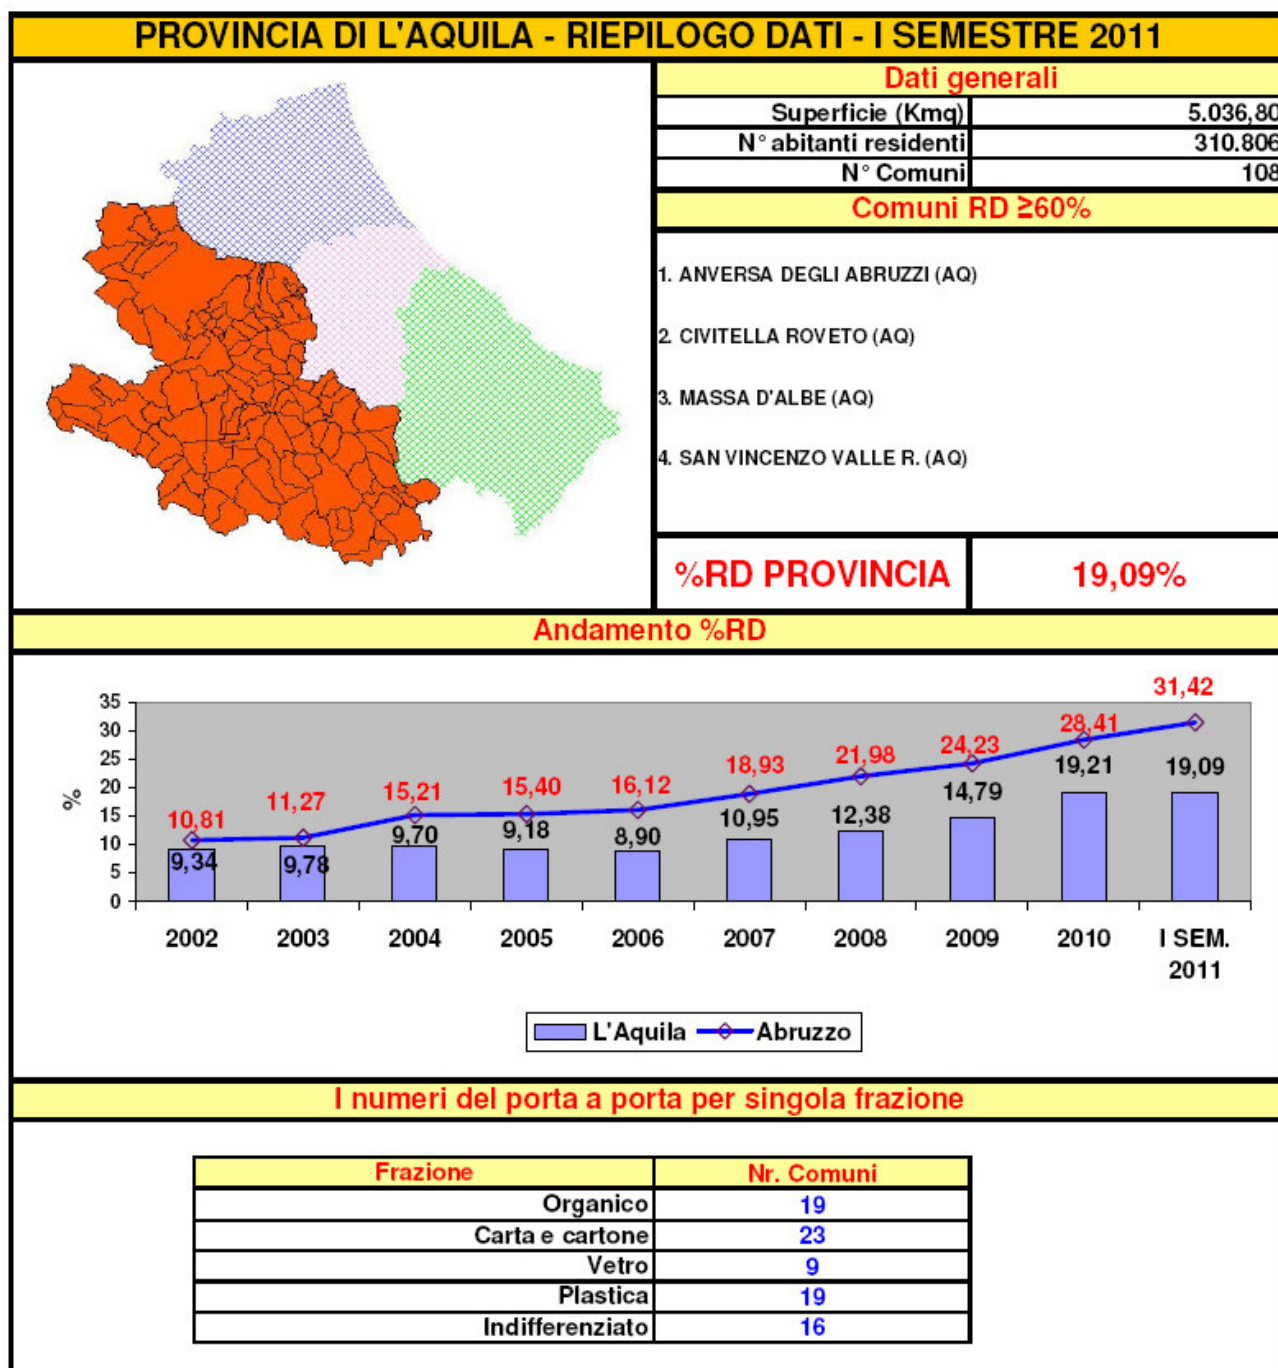 PROVINCIA DI L'AQUILA - RIEPILOGO DATI - I SEMESTRE 2011
Dati generali
Superficie (Kmq) 5.036,80
N° abitanti residenti 310.806
N° Comuni 108
Comuni RD ≥60%
1. ANVERSA DEGLI ABRUZZI (AQ)
2. CIVITELLA ROVETO (AQ)
3. MASSA D'ALBE (AQ)
4. SAN VINCENZO VALLE R. (AQ)
%RD PROVINCIA 19,09%
Andamento %RD
%
35
30
25
20
15
10
5
0
10,81 11,27 15,21 15,40 16,12 18,93 21,98 24,23 28,41 31,42
9,34 9,78 9,70 9,18 8,90 10,95 12,38 14,79 19,21 19,09
2002 2003 2004 2005 2006 2007 2008 2009 2010 I SEM.
2011
L'Aquila Abruzzo
I numeri del porta a porta per singola frazione
Frazione Nr. Comuni
Organico 19
Carta e cartone 23
Vetro 9
Plastica 19
Indifferenziato 16